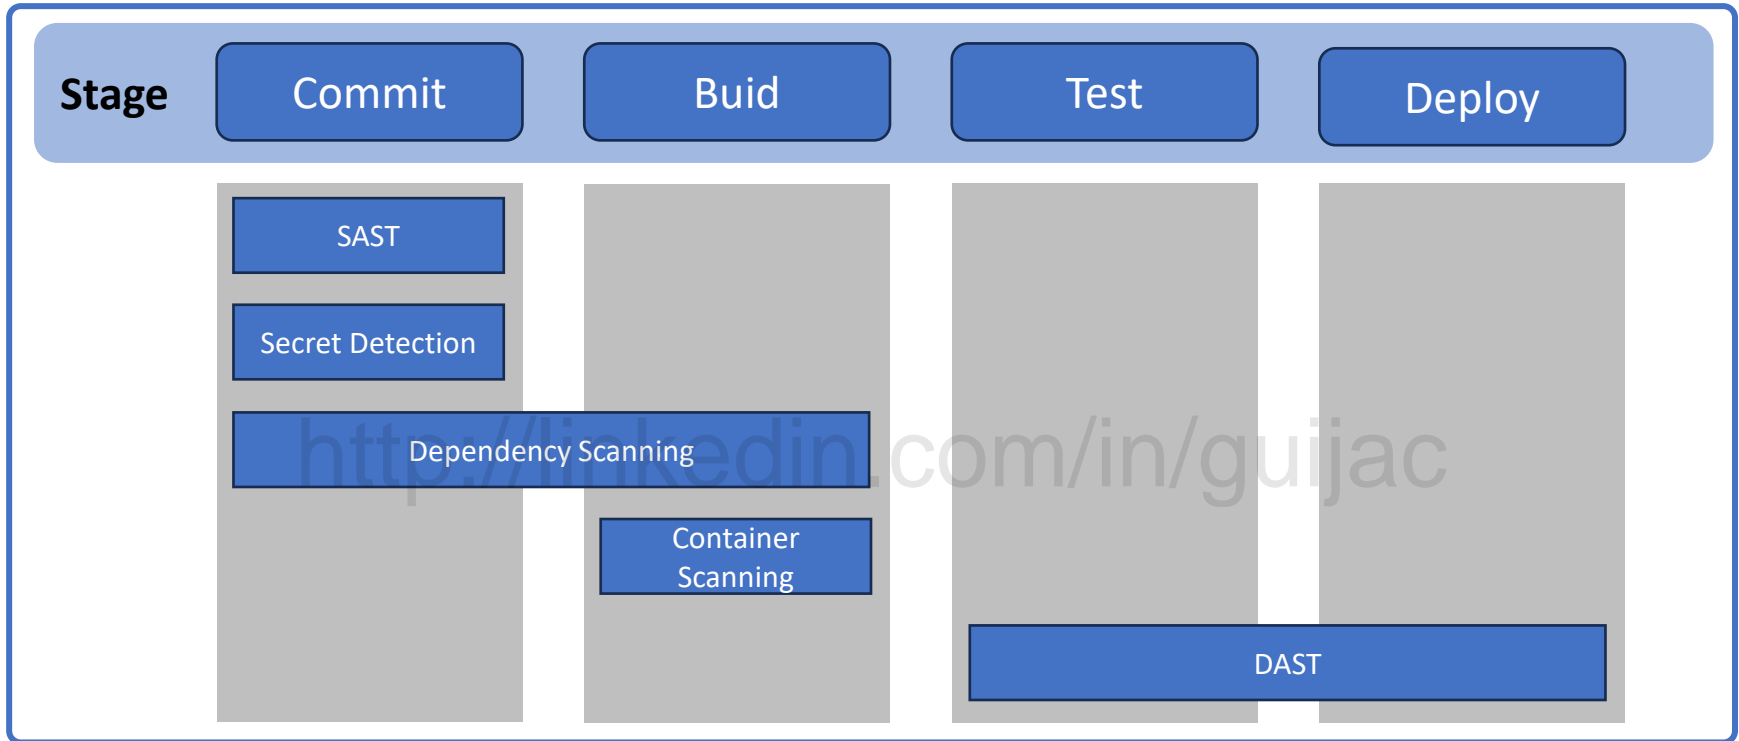 Stage
Commit
Buid
Test
Deploy
SAST
Secret Detection
Dependency Scanning
http://linkedin.com/in/guijac
Container
Scanning
DAST